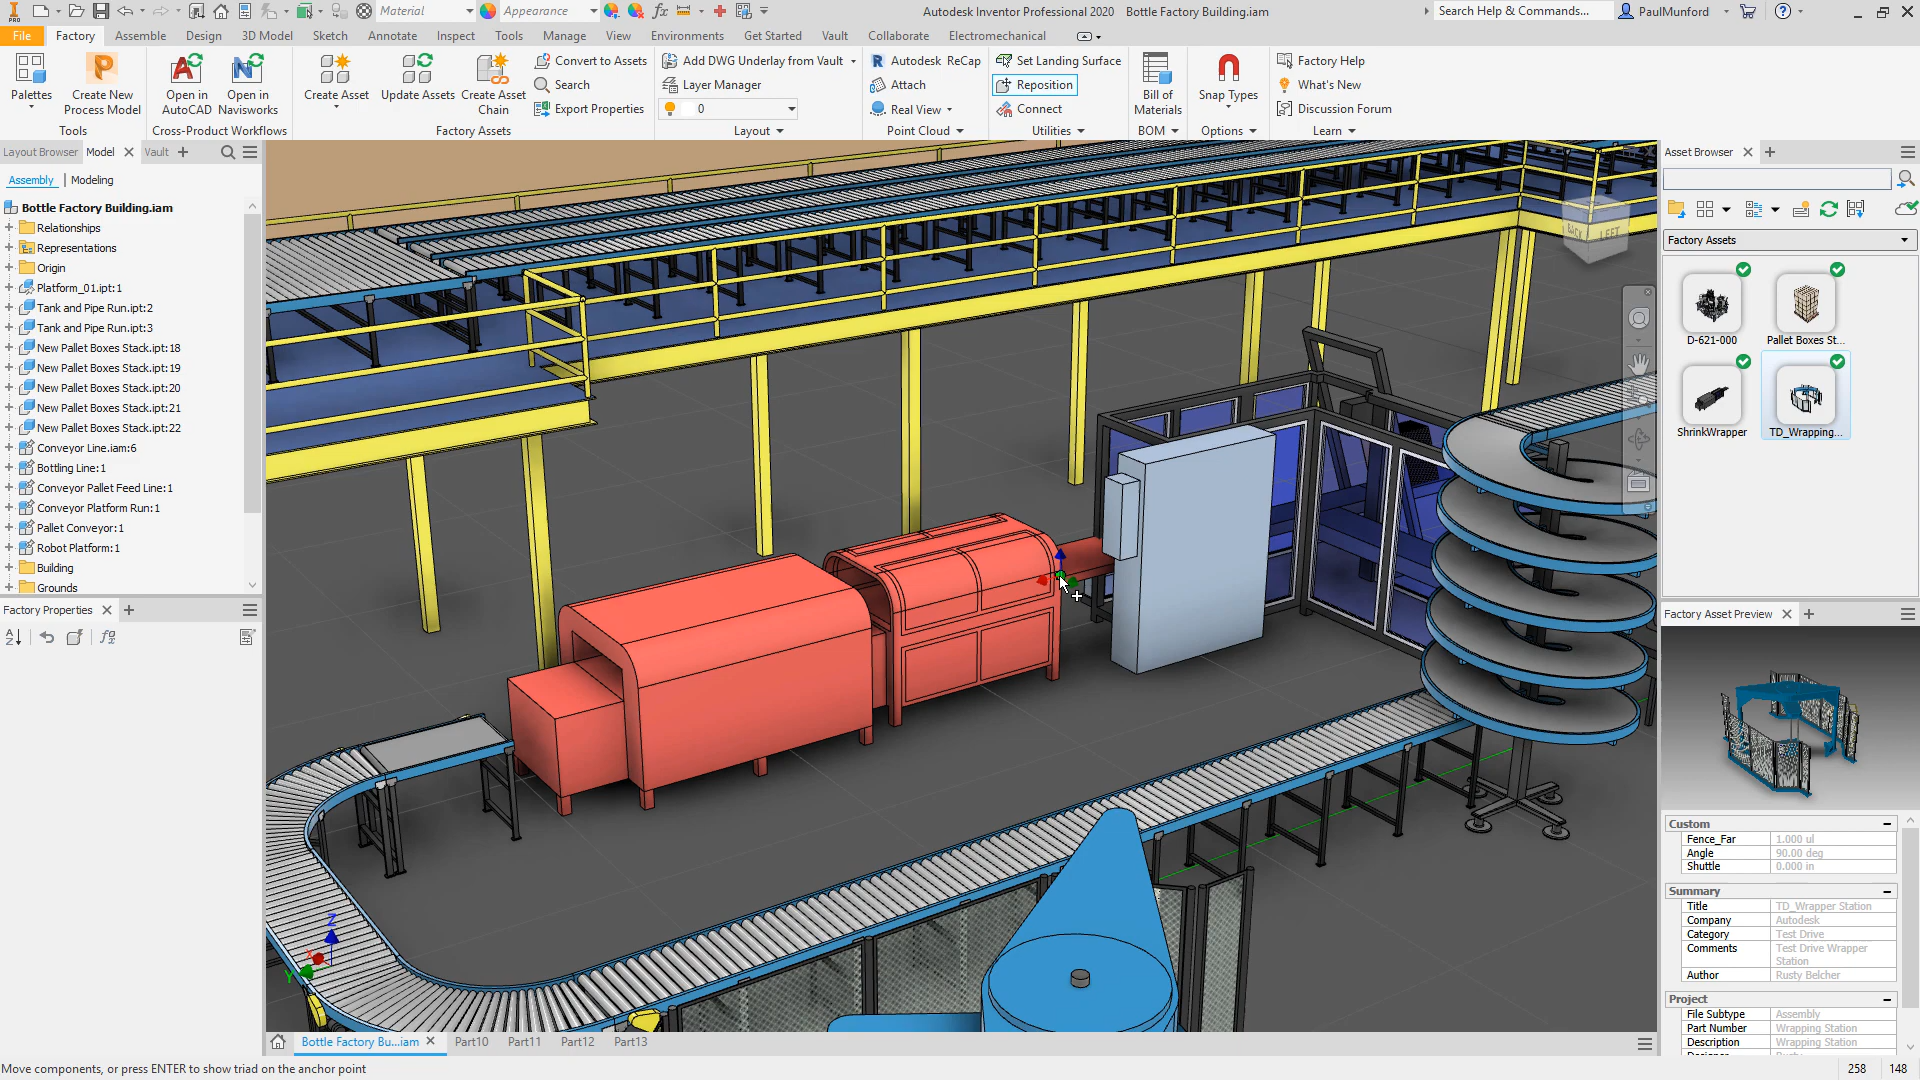 PRO
Material
Appearance
Autodesk Inventor Professional 2020 Bottle Factory Building.iam
Search Help & Commands...
PaulMunford
File
Factory
Assemble
Design
3D Model
Sketch
Annotate
Inspect
Tools
Manage
View
Environments
Get Started
Vault
Collaborate
Electromechanical
Palettes
Create New
Process Model
Tools
Open in
AutoCAD
Open in
Navisworks
Cross-Product Workflows
Create Asset
Update Assets
Create Asset
Chain
Convert to Assets
Search
Export Properties
Factory Assets
Add DWG Underlay from Vault
Layer Manager
0
Layout
Autodesk ReCap
Attach
Real View
Point Cloud
Set Landing Surface
Reposition
Connect
Utilities
Bill of
Materials
BOM
Snap Types
Options
Factory Help
What's New
Discussion Forum
Learn
Layout Browser
Model
Vault
Assembly
Modeling
Bottle Factory Building.iam
Relationships
Representations
Origin
Platform_01.ipt:1
Tank and Pipe Run.ipt:2
Tank and Pipe Run.ipt:3
New Pallet Boxes Stack.ipt:18
New Pallet Boxes Stack.ipt:19
New Pallet Boxes Stack.ipt:20
New Pallet Boxes Stack.ipt:21
New Pallet Boxes Stack.ipt:22
Conveyor Line.iam:6
Bottling Line:1
Conveyor Pallet Feed Line:1
Conveyor Platform Run:1
Pallet Conveyor:1
Robot Platform:1
Building
Grounds
Factory Properties
BACK
LEFT
Z
X
Y
Asset Browser
Factory Assets
D-621-000
Pallet Boxes St...
ShrinkWrapper
TD_Wrapping...
Factory Asset Preview
Custom
Fence_Far 1.000 ul
Angle 90.00 deg
Shuttle 0.000 in
Summary
Title TD_Wrapper Station
Company Autodesk
Category Test Drive
Comments Test Drive Wrapper
Station
Author Rusty Belcher
Project
File Subtype Assembly
Part Number Wrapping Station
Description Wrapping Station
Bottle Factory Bu...iam
Part10
Part11
Part12
Part13
Move components, or press ENTER to show triad on the anchor point
258 148